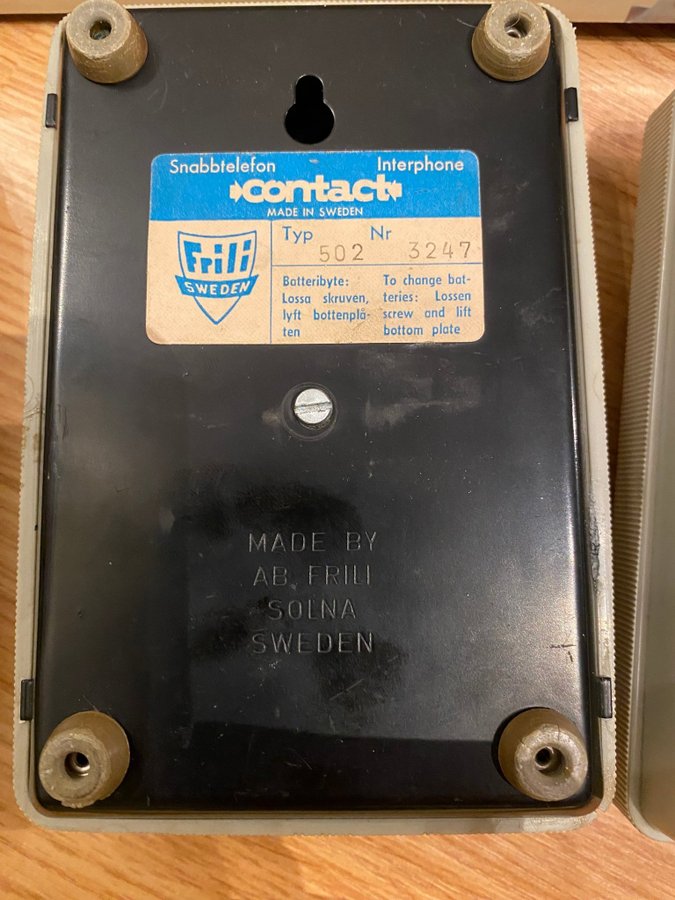 Snabbtelefon Interphone
contact
MADE IN SWEDEN
Frili
SWEDEN
Typ 502 Nr 3247
Batteribyte:
Lossa skruven,
lyft bottenplå-
ten
To change bat-
teries: Lossen
screw and lift
bottom plate
MADE BY
AB. FRILI
SOLNA
SWEDEN